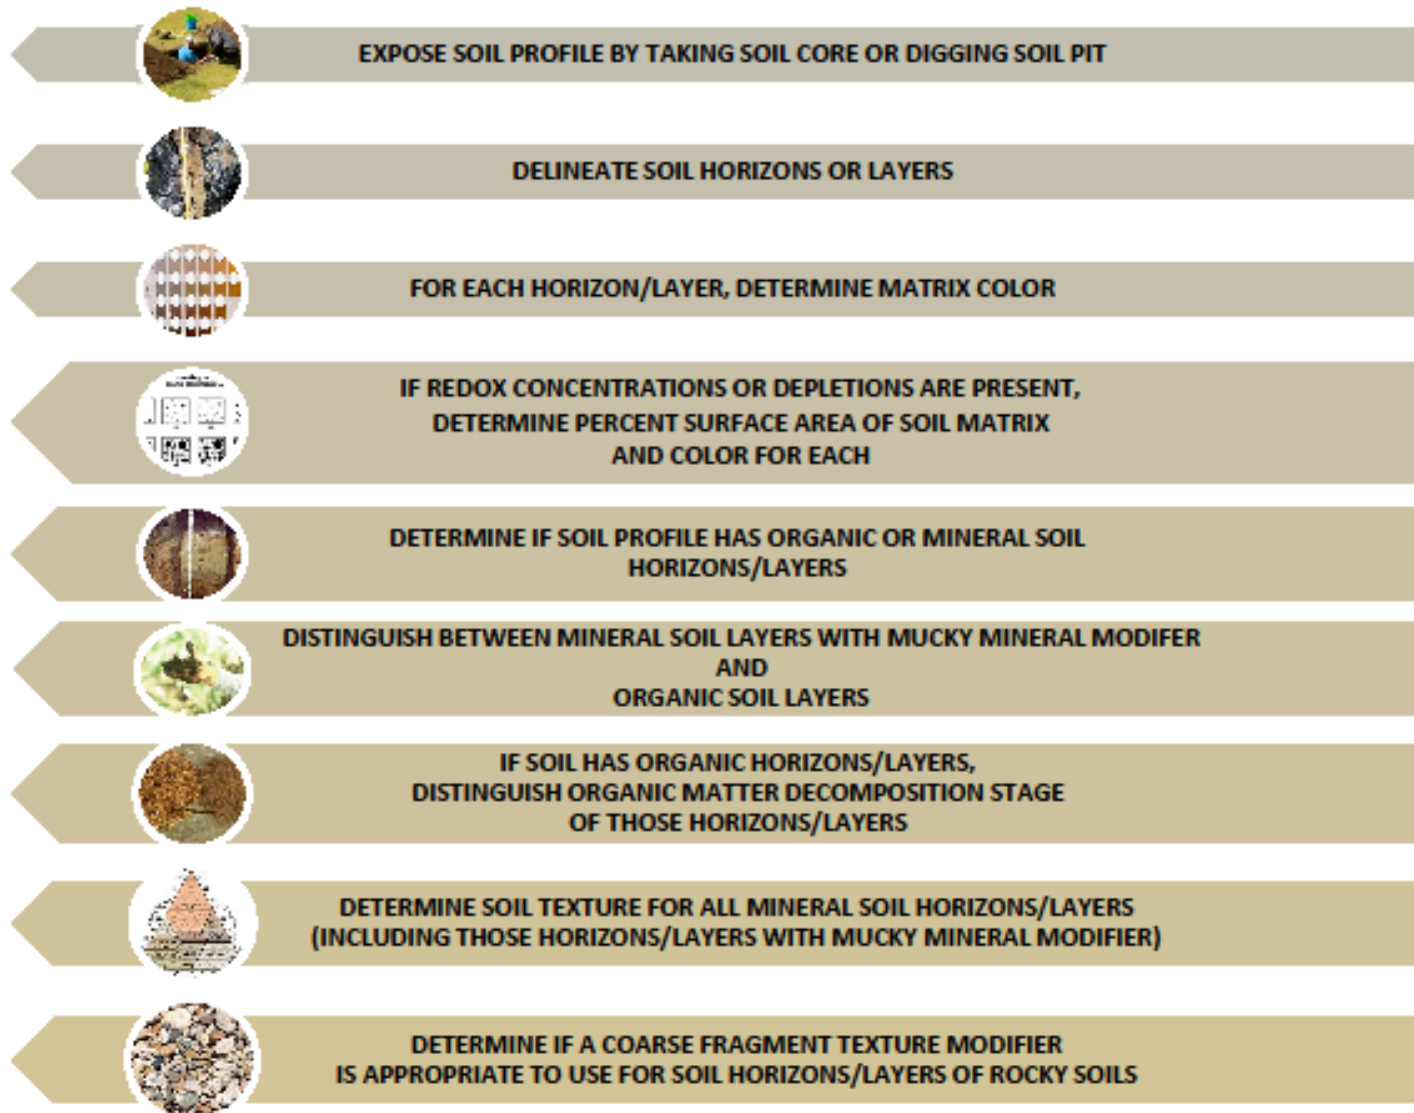 EXPOSE SOIL PROFILE BY TAKING SOIL CORE OR DIGGING SOIL PIT
DELINEATE SOIL HORIZONS OR LAYERS
FOR EACH HORIZON/LAYER, DETERMINE MATRIX COLOR
IF REDOX CONCENTRATIONS OR DEPLETIONS ARE PRESENT,
DETERMINE PERCENT SURFACE AREA OF SOIL MATRIX
AND COLOR FOR EACH
DETERMINE IF SOIL PROFILE HAS ORGANIC OR MINERAL SOIL
HORIZONS/LAYERS
DISTINGUISH BETWEEN MINERAL SOIL LAYERS WITH MUCKY MINERAL MODIFER
AND
ORGANIC SOIL LAYERS
IF SOIL HAS ORGANIC HORIZONS/LAYERS,
DISTINGUISH ORGANIC MATTER DECOMPOSITION STAGE
OF THOSE HORIZONS/LAYERS
DETERMINE SOIL TEXTURE FOR ALL MINERAL SOIL HORIZONS/LAYERS
(INCLUDING THOSE HORIZONS/LAYERS WITH MUCKY MINERAL MODIFIER)
DETERMINE IF A COARSE FRAGMENT TEXTURE MODIFIER
IS APPROPRIATE TO USE FOR SOIL HORIZONS/LAYERS OF ROCKY SOILS